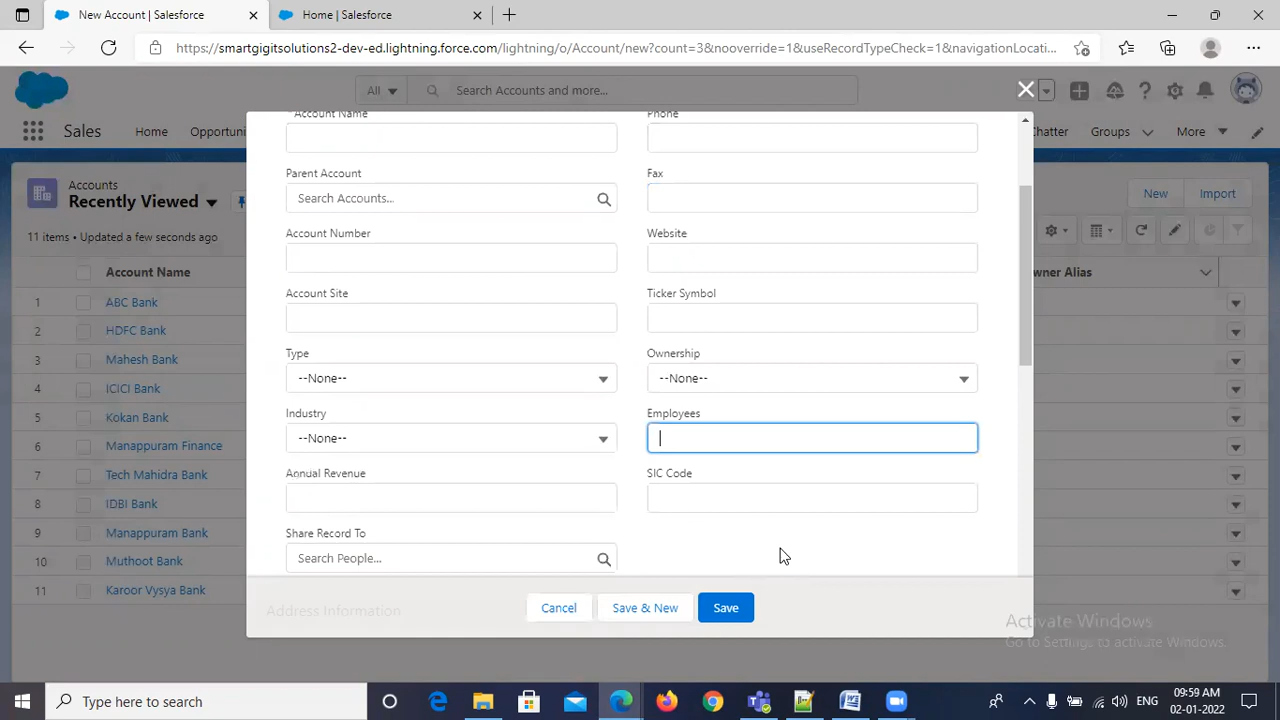 New Account | Salesforce
Home | Salesforce
https://smartgigitsolutions2-dev-ed.lightning.force.com/lightning/o/Account/new?count=3&nooverride=1&useRecordTypeCheck=1&navigationLocati...
All
Search Accounts and more...
Sales
Home
Opportuni
hatter
Groups
More
*Account Name
Phone
Accounts
Recently Viewed
New
Import
11 items • Updated a few seconds ago
Parent Account
Search Accounts...
Fax
Account Number
Website
Account Name
wner Alias
1 ABC Bank
2 HDFC Bank
3 Mahesh Bank
4 ICICI Bank
5 Kokan Bank
6 Manappuram Finance
7 Tech Mahidra Bank
8 IDBI Bank
9 Manappuram Bank
10 Muthoot Bank
11 Karoor Vysya Bank
Account Site
Ticker Symbol
Type
--None--
Ownership
--None--
Industry
--None--
Employees
Annual Revenue
SIC Code
Share Record To
Search People...
Address Information
Cancel
Save & New
Save
Activate Windows
Go to Settings to activate Windows.
Type here to search
ENG
09:59 AM
02-01-2022